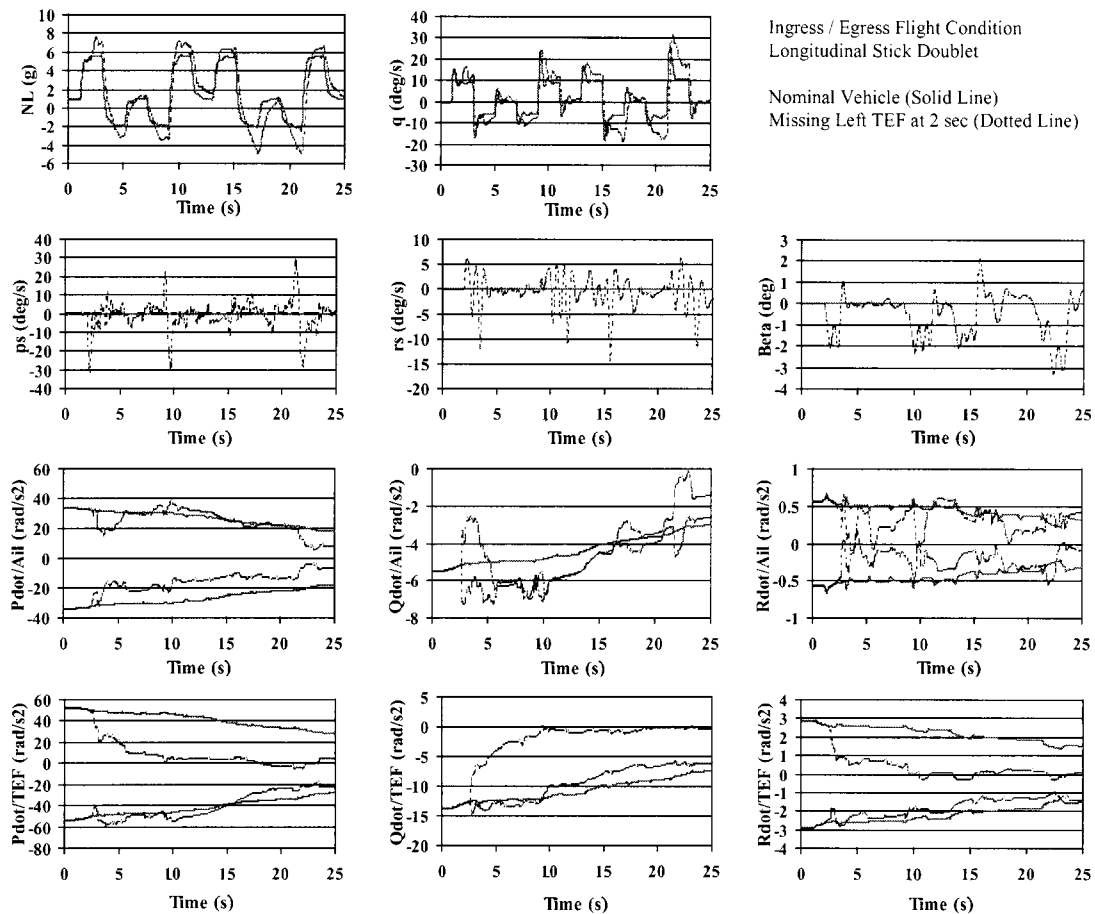 Ingress / Egress Flight Condition
Longitudinal Stick Doublet
Nominal Vehicle (Solid Line)
Missing Left TEF at 2 sec (Dotted Line)
NL (g)
10
8
6
4
2
0
-2
-4
-6
0 5 10 15 20 25
Time (s)
q (deg/s)
40
30
20
10
0
-10
-20
-30
0 5 10 15 20 25
Time (s)
ps (deg/s)
40
30
20
10
0
-10
-20
-30
-40
0 5 10 15 20 25
Time (s)
rs (deg/s)
10
5
0
-5
-10
-15
-20
0 5 10 15 20 25
Time (s)
Beta (deg)
3
2
1
0
-1
-2
-3
-4
0 5 10 15 20 25
Time (s)
Pdot/Ail (rad/s2)
60
40
20
0
-20
-40
0 5 10 15 20 25
Time (s)
Qdot/Ail (rad/s2)
0
-2
-4
-6
-8
0 5 10 15 20 25
Time (s)
Rdot/Ail (rad/s2)
1
0.5
0
-0.5
-1
0 5 10 15 20 25
Time (s)
Pdot/TEF (rad/s2)
60
40
20
0
-20
-40
-60
-80
0 5 10 15 20 25
Time (s)
Qdot/TEF (rad/s2)
5
0
-5
-10
-15
-20
0 5 10 15 20 25
Time (s)
Rdot/TEF (rad/s2)
4
3
2
1
0
-1
-2
-3
-4
0 5 10 15 20 25
Time (s)